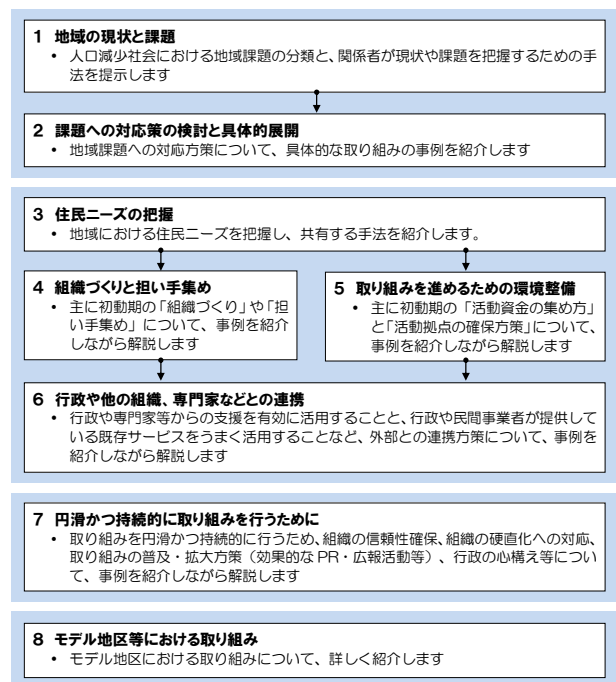 1 地域の現状と課題
• 人口減少社会における地域課題の分類と、関係者が現状や課題を把握するための手
法を提示します
2 課題への対応策の検討と具体的展開
• 地域課題への対応方策について、具体的な取り組みの事例を紹介します
3 住民ニーズの把握
• 地域における住民ニーズを把握し、共有する手法を紹介します。
4 組織づくりと担い手集め
• 主に初動期の「組織づくり」や「担
い手集め」について、事例を紹介
しながら解説します
5 取り組みを進めるための環境整備
• 主に初動期の「活動資金の集め方」
と「活動拠点の確保方策」について、
事例を紹介しながら解説します
6 行政や他の組織、専門家などとの連携
• 行政や専門家等からの支援を有効に活用することと、行政や民間事業者が提供して
いる既存サービスをうまく活用することなど、外部との連携方策について、事例を
紹介しながら解説します
7 円滑かつ持続的に取り組みを行うために
• 取り組みを円滑かつ持続的に行うため、組織の信頼性確保、組織の硬直化への対応、
取り組みの普及・拡大方策（効果的な PR・広報活動等）、行政の心構え等につい
て、事例を紹介しながら解説します
8 モデル地区等における取り組み
• モデル地区における取り組みについて、詳しく紹介します